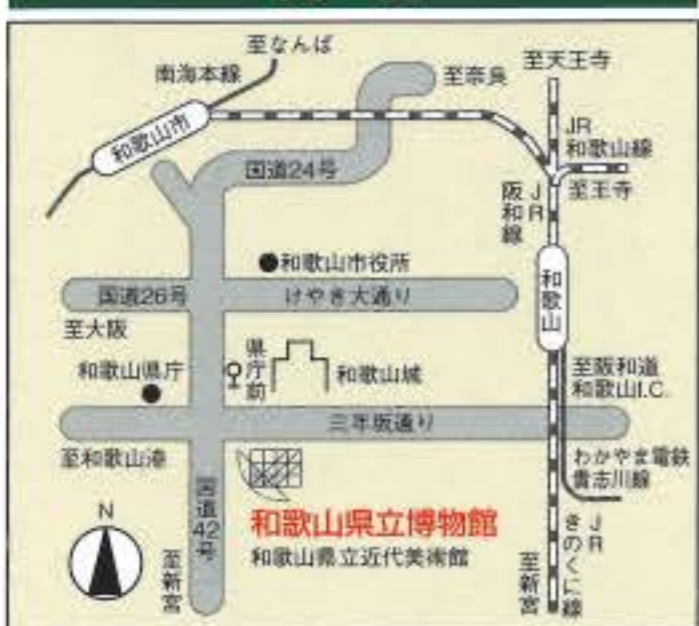 至なんば
南海本線
至奈良
至天王寺
和歌山市
JR
和歌山線
国道24号
至王寺
JR
阪和線
和歌山市役所
和歌山
国道26号
けやき大通り
至大阪
県庁前
和歌山城
和歌山県庁
至阪和道
和歌山I.C.
三年坂通り
至和歌山港
わかやま電鉄
貴志川線
国道42号
和歌山県立博物館
和歌山県立近代美術館
N
至新宮
至新宮
JR
きのくに線